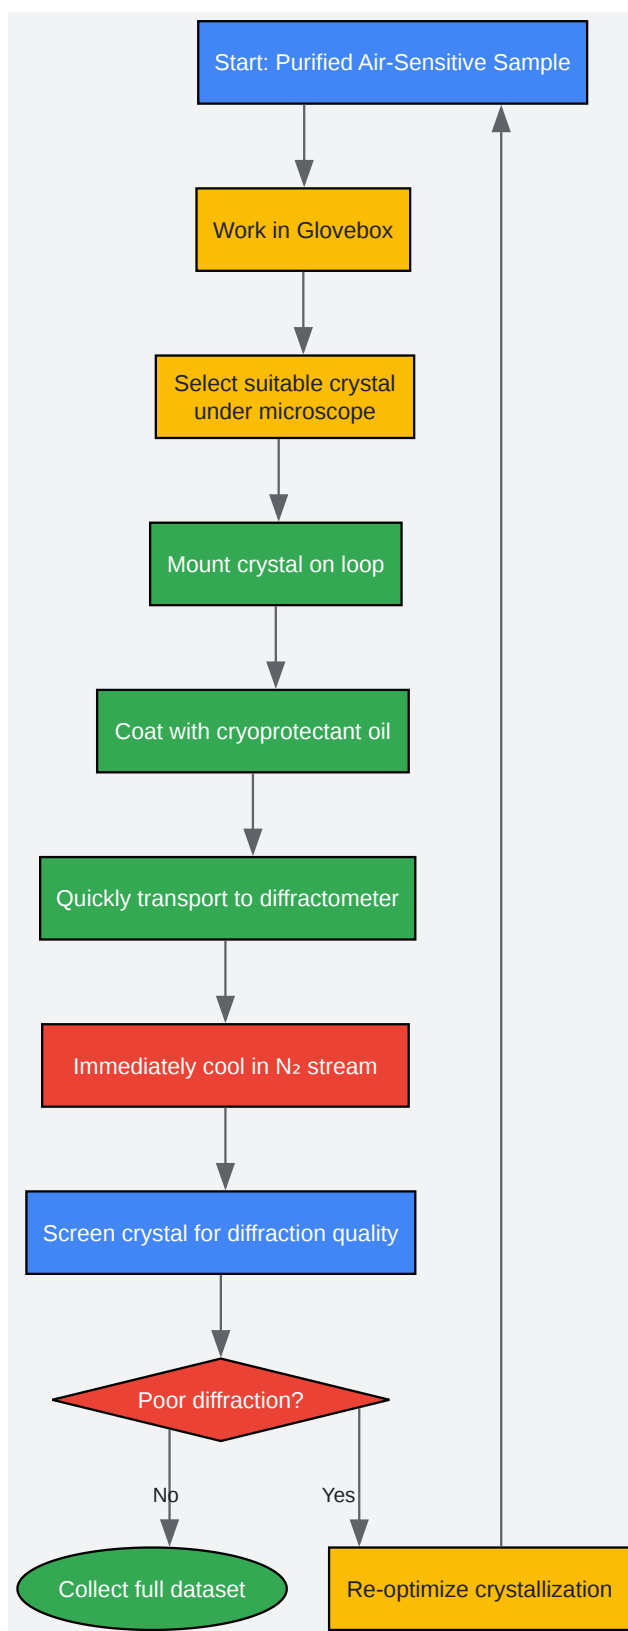 Start: Purified Air-Sensitive Sample
Work in Glovebox
Select suitable crystal
under microscope
Mount crystal on loop
Coat with cryoprotectant oil
Quickly transport to diffractometer
Immediately cool in N₂ stream
Screen crystal for diffraction quality
Poor diffraction?
No
Yes
Collect full dataset
Re-optimize crystallization